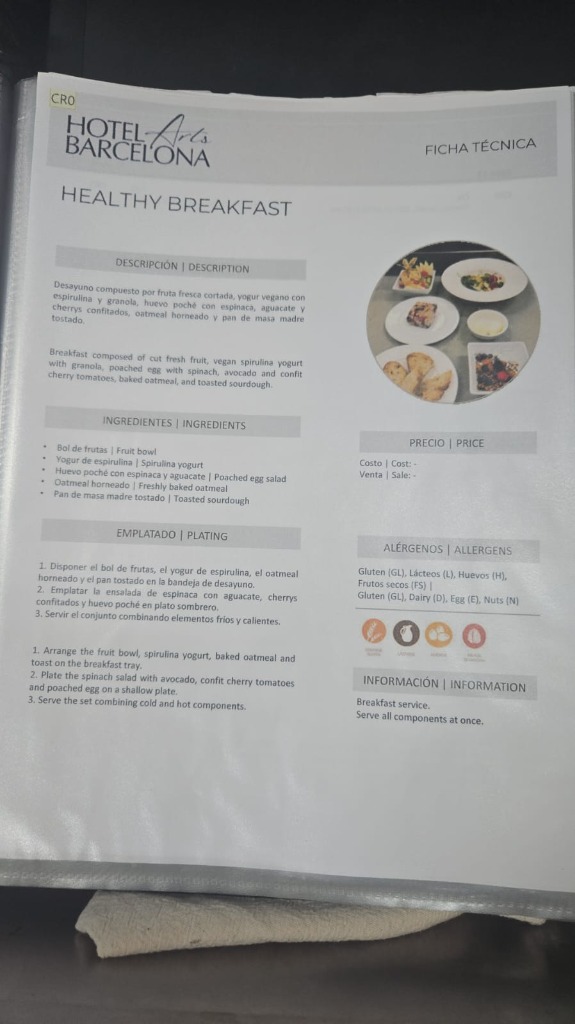 CR0
HOTEL Arts
BARCELONA
FICHA TÉCNICA
HEALTHY BREAKFAST
DESCRIPCIÓN | DESCRIPTION
Desayuno compuesto por fruta fresca cortada, yogur vegano con
espirulina y granola, huevo poché con espinaca, aguacate y
cherrys confitados, oatmeal horneado y pan de masa madre
tostado.
Breakfast composed of cut fresh fruit, vegan spirulina yogurt
with granola, poached egg with spinach, avocado and confit
cherry tomatoes, baked oatmeal, and toasted sourdough.
INGREDIENTES | INGREDIENTS
• Bol de frutas | Fruit bowl
• Yogur de espirulina | Spirulina yogurt
• Huevo poché con espinaca y aguacate | Poached egg salad
• Oatmeal horneado | Freshly baked oatmeal
• Pan de masa madre tostado | Toasted sourdough
EMPLATADO | PLATING
1. Disponer el bol de frutas, el yogur de espirulina, el oatmeal
horneado y el pan tostado en la bandeja de desayuno.
2. Emplatar la ensalada de espinaca con aguacate, cherrys
confitados y huevo poché en plato sombrero.
3. Servir el conjunto combinando elementos fríos y calientes.
1. Arrange the fruit bowl, spirulina yogurt, baked oatmeal and
toast on the breakfast tray.
2. Plate the spinach salad with avocado, confit cherry tomatoes
and poached egg on a shallow plate.
3. Serve the set combining cold and hot components.
PRECIO | PRICE
Costo | Cost: -
Venta | Sale: -
ALÉRGENOS | ALLERGENS
Gluten (GL), Lácteos (L), Huevos (H),
Frutos secos (FS) |
Gluten (GL), Dairy (D), Egg (E), Nuts (N)
INFORMACIÓN | INFORMATION
Breakfast service.
Serve all components at once.